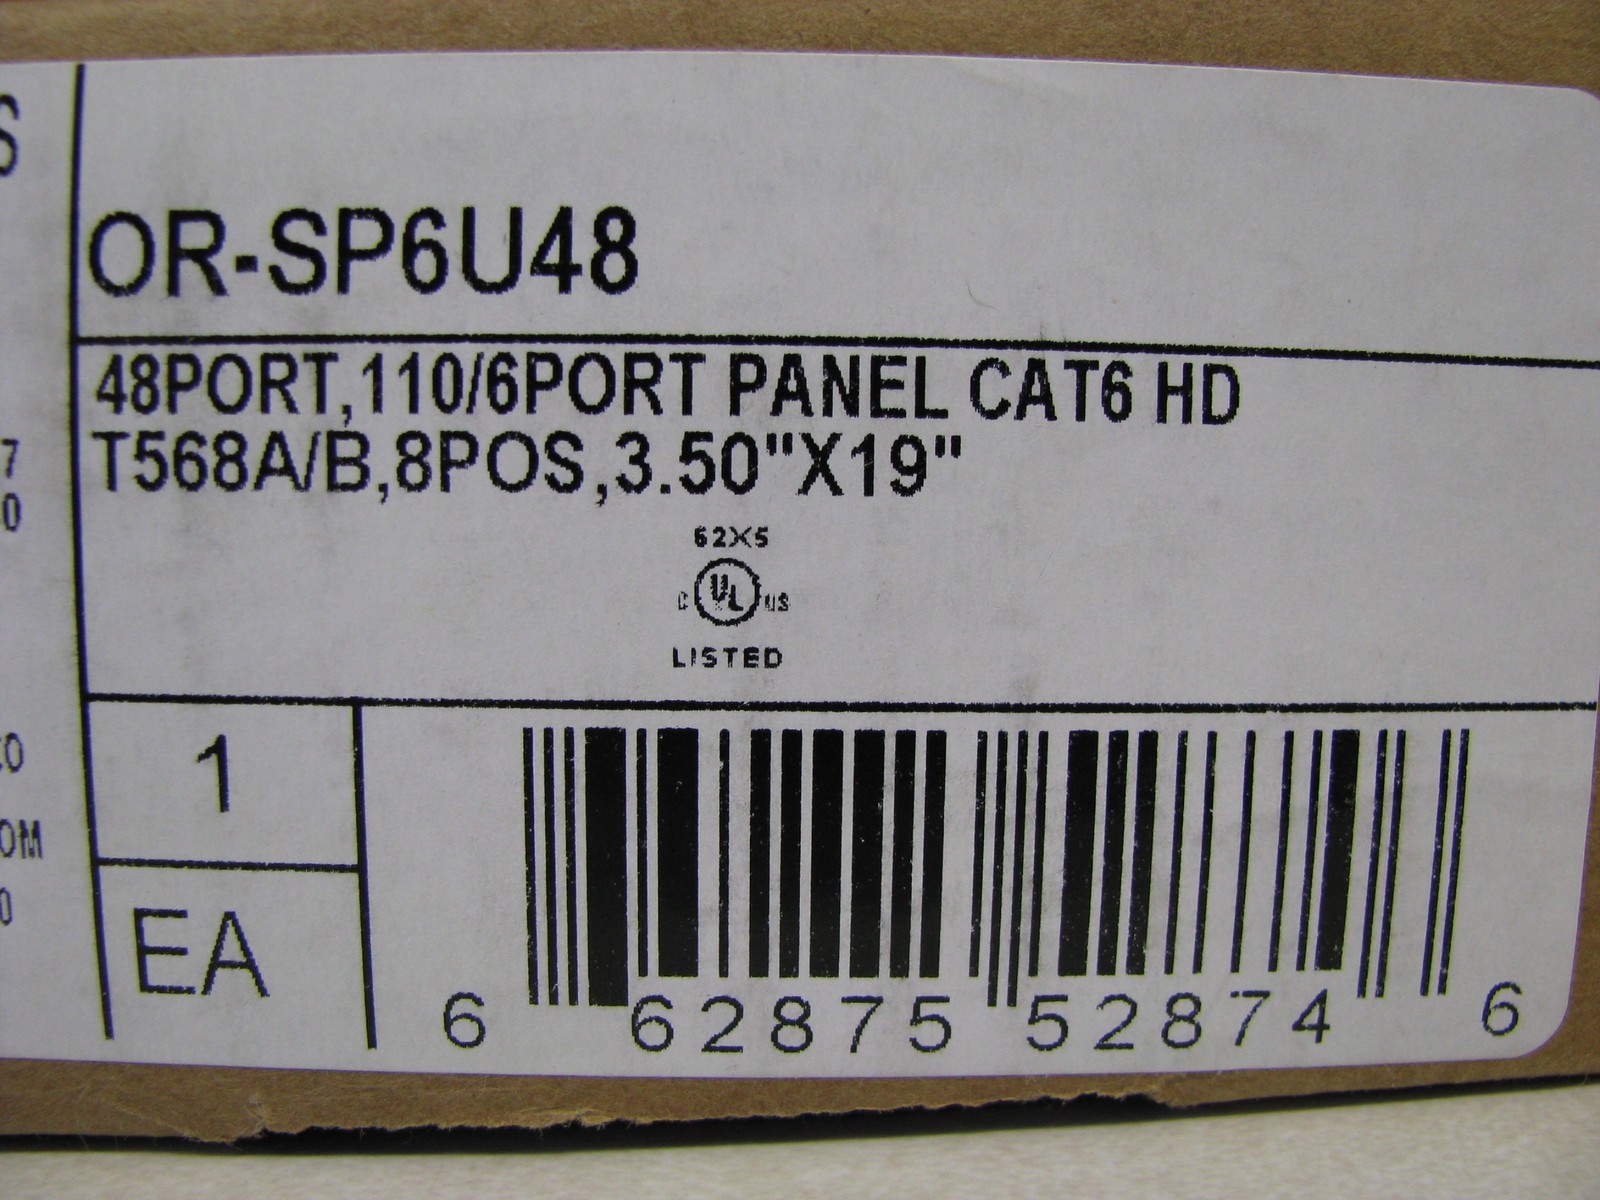 OR-SP6U48
48PORT,110/6PORT PANEL CAT6 HD
T568A/B,8POS,3.50"X19"
62X5
C UL US
LISTED
1
EA
6 62875 52874 6